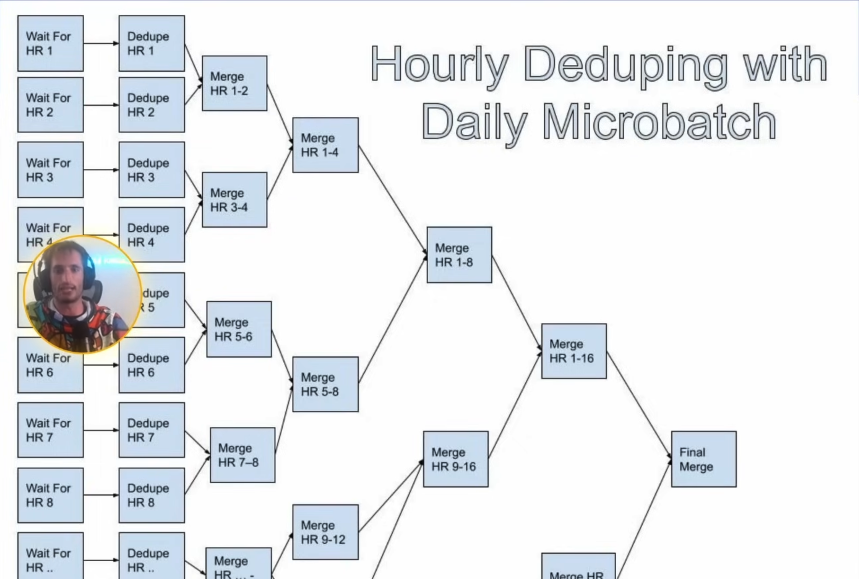 Hourly Deduping with
Daily Microbatch
Wait For
HR 1
Dedupe
HR 1
Merge
HR 1-2
Wait For
HR 2
Dedupe
HR 2
Merge
HR 1-4
Wait For
HR 3
Dedupe
HR 3
Merge
HR 3-4
Wait For
HR 4
Dedupe
HR 4
Merge
HR 1-8
dupe
R 5
Merge
HR 5-6
Merge
HR 1-16
Wait For
HR 6
Dedupe
HR 6
Merge
HR 5-8
Wait For
HR 7
Dedupe
HR 7
Merge
HR 7–8
Merge
HR 9-16
Final
Merge
Wait For
HR 8
Dedupe
HR 8
Merge
HR 9-12
Wait For
HR ..
Dedupe
HR ..
Merge
HR ... -
Merge HR